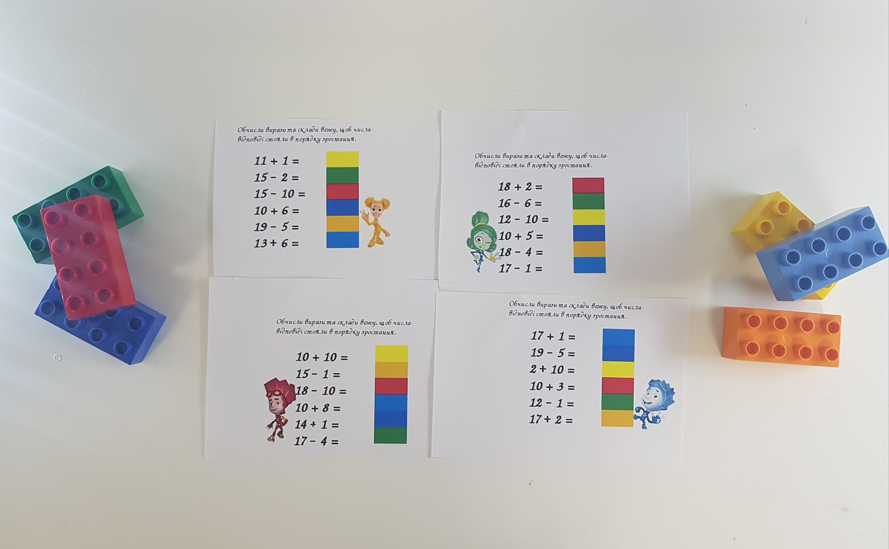 Обчисли вирази та склади вежу, щоб числа-
відповіді стояли в порядку зростання.
11 + 1 =
15 - 2 =
15 - 10 =
10 + 6 =
19 - 5 =
13 + 6 =
Обчисли вирази та склади вежу, щоб числа-
відповіді стояли в порядку зростання.
18 + 2 =
16 - 6 =
12 - 10 =
10 + 5 =
18 - 4 =
17 - 1 =
Обчисли вирази та склади вежу, щоб числа-
відповіді стояли в порядку зростання.
10 + 10 =
15 - 1 =
18 - 10 =
10 + 8 =
14 + 1 =
17 - 4 =
Обчисли вирази та склади вежу, щоб числа-
відповіді стояли в порядку зростання.
17 + 1 =
19 - 5 =
2 + 10 =
10 + 3 =
12 - 1 =
17 + 2 =